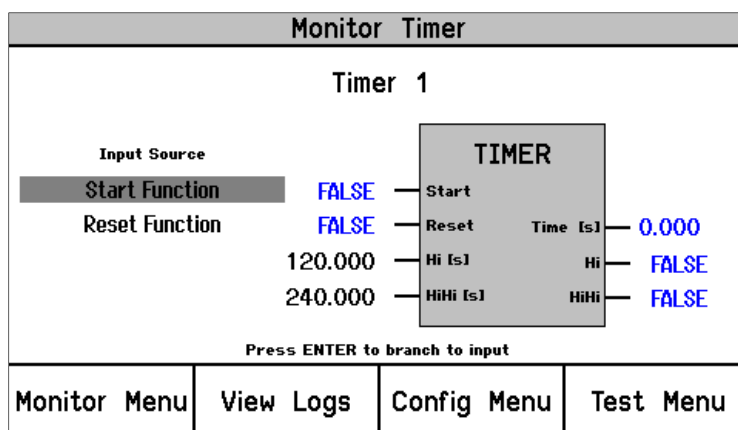 Monitor Timer
Timer 1
Input Source
TIMER
Start Function FALSE Start
Reset Function FALSE Reset Time [s] 0.000
120.000 Hi [s] Hi FALSE
240.000 HiHi [s] HiHi FALSE
Press ENTER to branch to input
Monitor Menu View Logs Config Menu Test Menu